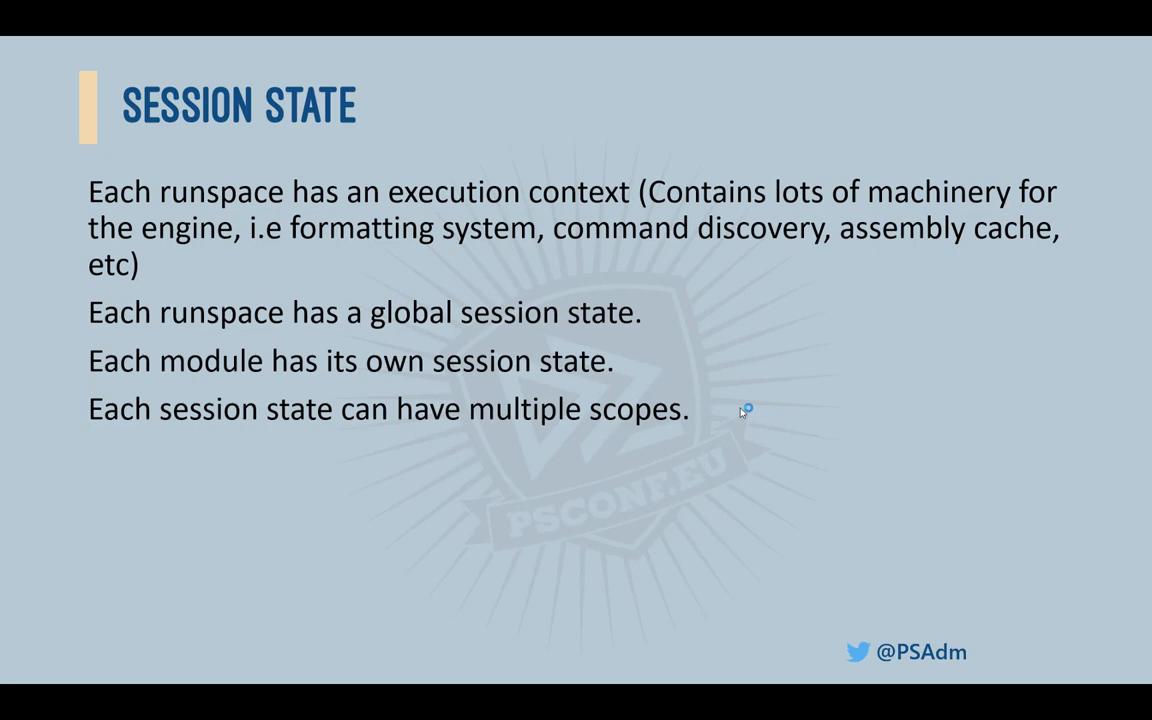 SESSION STATE
Each runspace has an execution context (Contains lots of machinery for
the engine, i.e formatting system, command discovery, assembly cache,
etc)
Each runspace has a global session state.
Each module has its own session state.
Each session state can have multiple scopes.
PSCONF.EU
@PSAdm